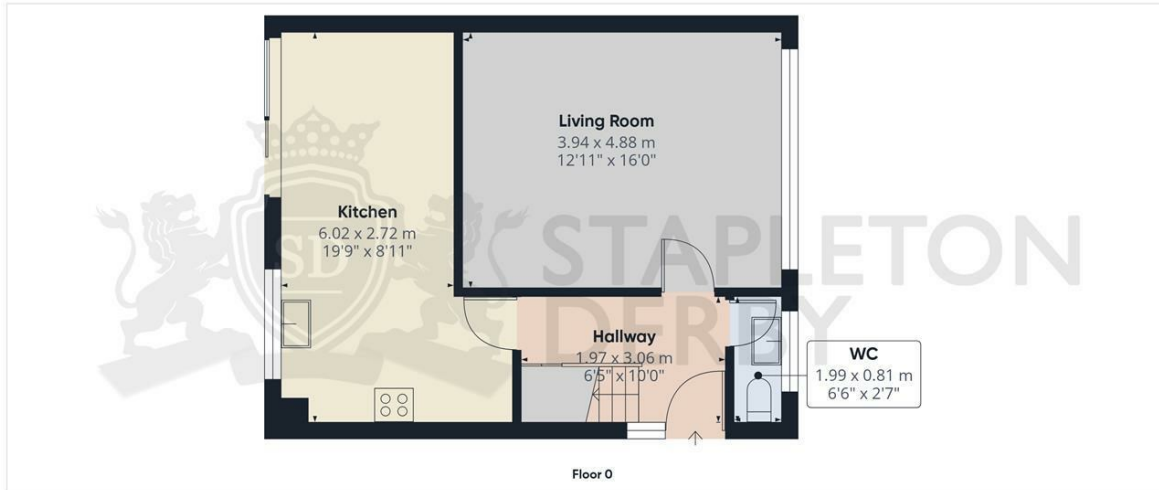 Living Room
3.94 x 4.88 m
12'11" x 16'0"
Kitchen
6.02 x 2.72 m
19'9" x 8'11"
SD
STAPLETON
DERBY
Hallway
1.97 x 3.06 m
6'5" x 10'0"
WC
1.99 x 0.81 m
6'6" x 2'7"
Floor 0